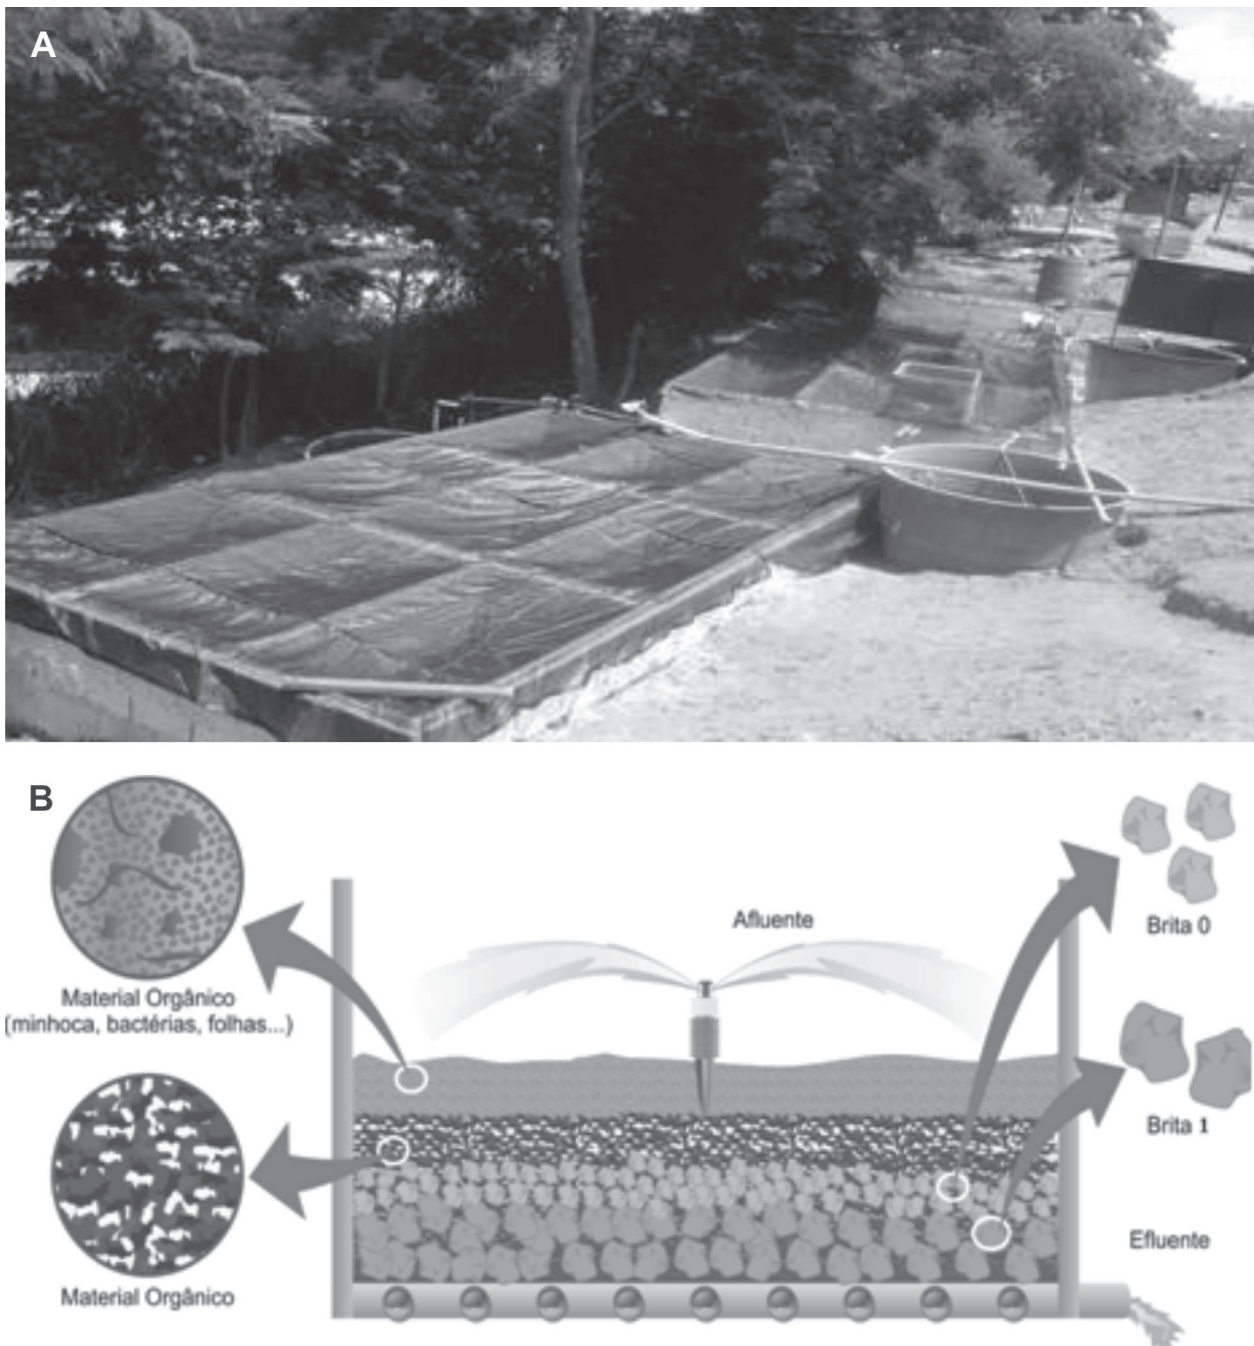 A
B
Afluente
Brita 0
Material Orgânico
(minhoca, bactérias, folhas...)
Brita 1
Efluente
Material Orgânico